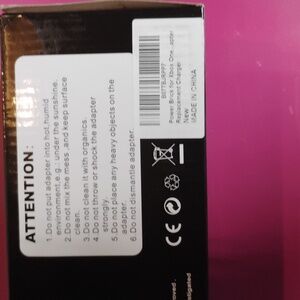 ATTENTION:
1.Do not put adapter into hot,humid
environment,e.g.: under the sunshine.
2.Do not mix the mess ,and keep surface
clean.
3.Do not clean it with organics.
4.Do not throw or shock the adapter
strongly.
5.Do not place any heavy objects on the
adapter.
6.Do not dismantle adapter.
Power Brick for Xbox One...apter
Replacement Charger
New
MADE IN CHINA
CE